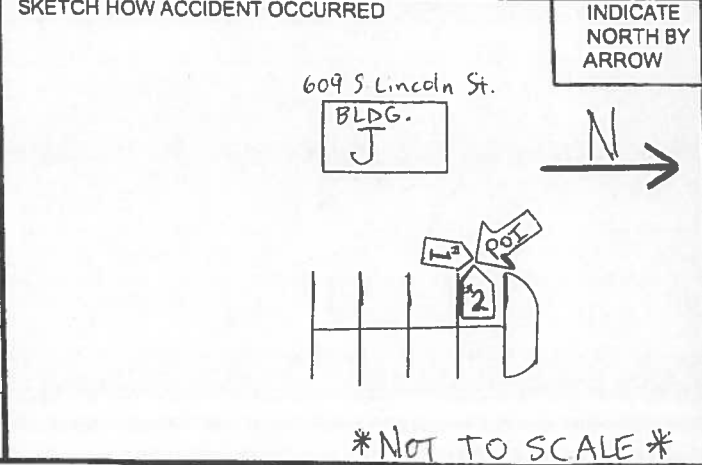 SKETCH HOW ACCIDENT OCCURRED
INDICATE
NORTH BY
ARROW
609 S. Lincoln St.
BLDG.
J
N
#1
POI
#2
*NOT TO SCALE*